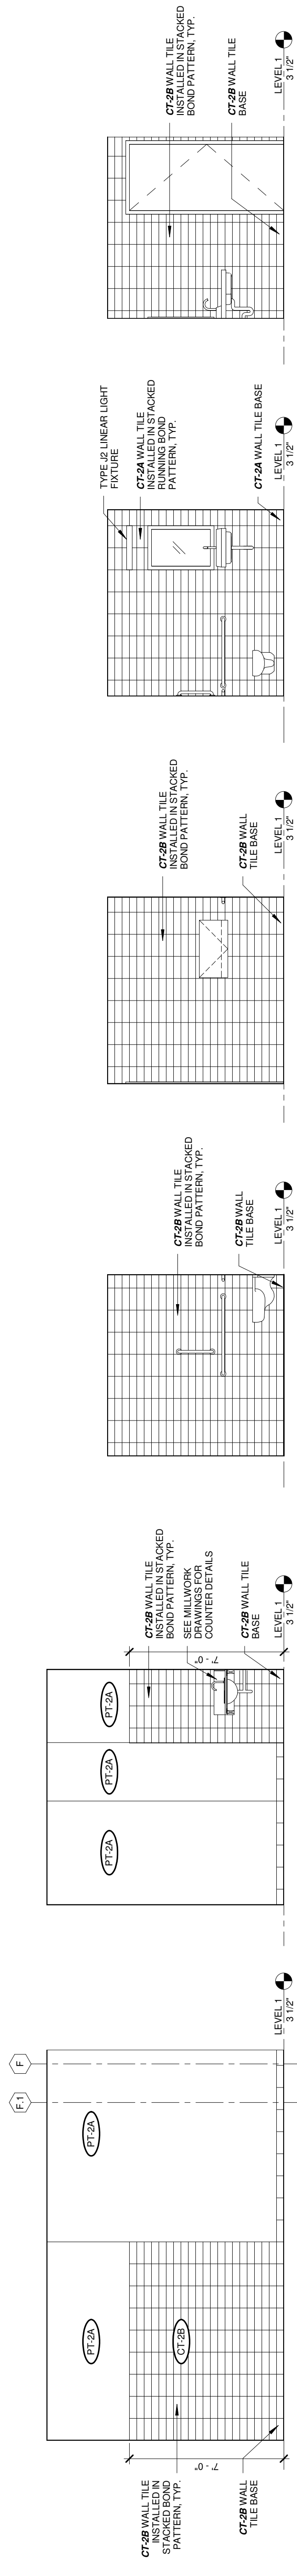 F.1
F
PT-2A
PT-2A
CT-2B
7' - 0"
CT-2B WALL TILE
INSTALLED IN
STACKED BOND
PATTERN, TYP.
CT-2B WALL
TILE BASE
LEVEL 1
3 1/2"
PT-2A
PT-2A
PT-2A
7' - 0"
CT-2B WALL TILE
INSTALLED IN STACKED
BOND PATTERN, TYP.
SEE MILLWORK
DRAWINGS FOR
COUNTER DETAILS
CT-2B WALL TILE
BASE
LEVEL 1
3 1/2"
CT-2B WALL TILE
INSTALLED IN STACKED
BOND PATTERN, TYP.
CT-2B WALL
TILE BASE
LEVEL 1
3 1/2"
CT-2B WALL TILE
INSTALLED IN STACKED
BOND PATTERN, TYP.
CT-2B WALL
TILE BASE
LEVEL 1
3 1/2"
TYPE J2 LINEAR LIGHT
FIXTURE
CT-2A WALL TILE
INSTALLED IN STACKED
RUNNING BOND
PATTERN, TYP.
CT-2A WALL TILE BASE
LEVEL 1
3 1/2"
CT-2B WALL TILE
INSTALLED IN STACKED
BOND PATTERN, TYP.
CT-2B WALL TILE
BASE
LEVEL 1
3 1/2"